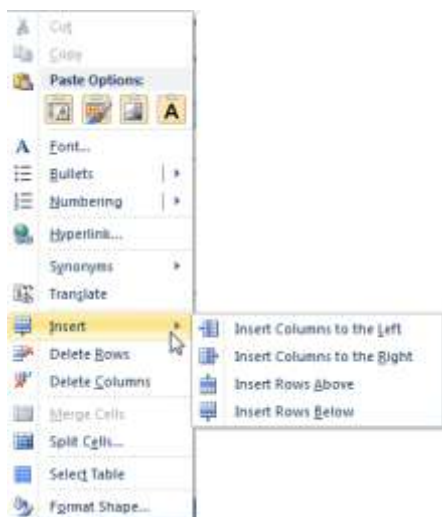 Cut
Copy
Paste Options:
A
A Font...
Bullets
Numbering
Hyperlink...
Synonyms
Translate
Insert
Insert Columns to the Left
Delete Rows
Insert Columns to the Right
Delete Columns
Insert Rows Above
Merge Cells
Insert Rows Below
Split Cells...
Select Table
Format Shape...